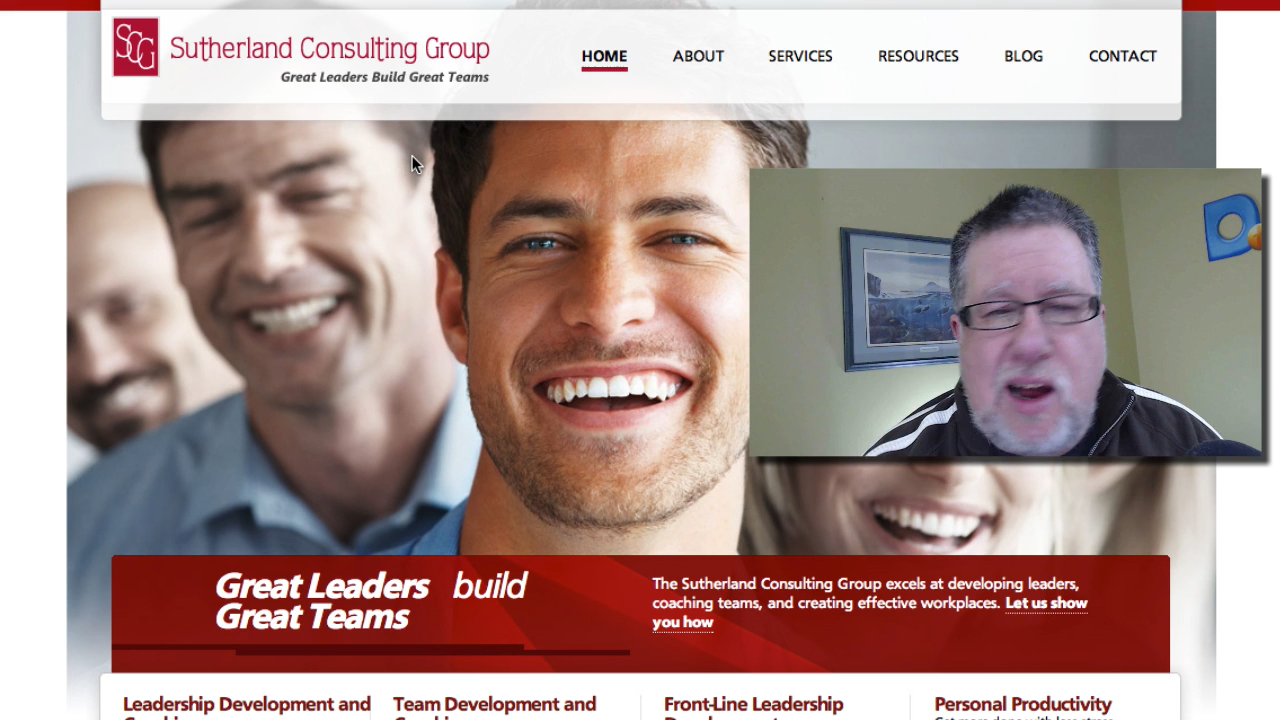 SCG
Sutherland Consulting Group
Great Leaders Build Great Teams
HOME ABOUT SERVICES RESOURCES BLOG CONTACT
Great Leaders build
Great Teams
The Sutherland Consulting Group excels at developing leaders,
coaching teams, and creating effective workplaces. Let us show
you how
Leadership Development and
Team Development and
Front-Line Leadership
Personal Productivity